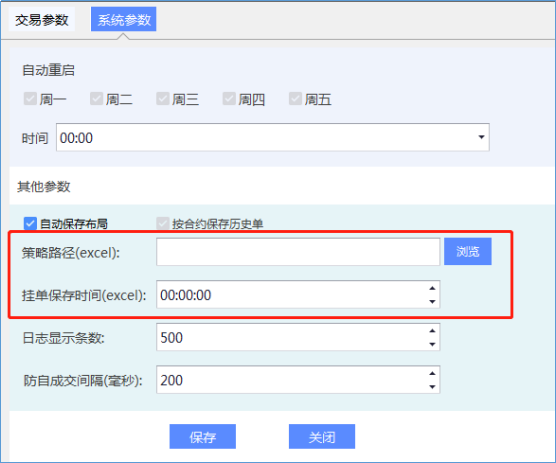 交易参数 系统参数
自动重启
周一 周二 周三 周四 周五
时间 00:00
其他参数
自动保存布局 按合约保存历史单
策略路径(excel): 浏览
挂单保存时间(excel): 00:00:00
日志显示条数: 500
防自成交间隔(毫秒): 200
保存 关闭